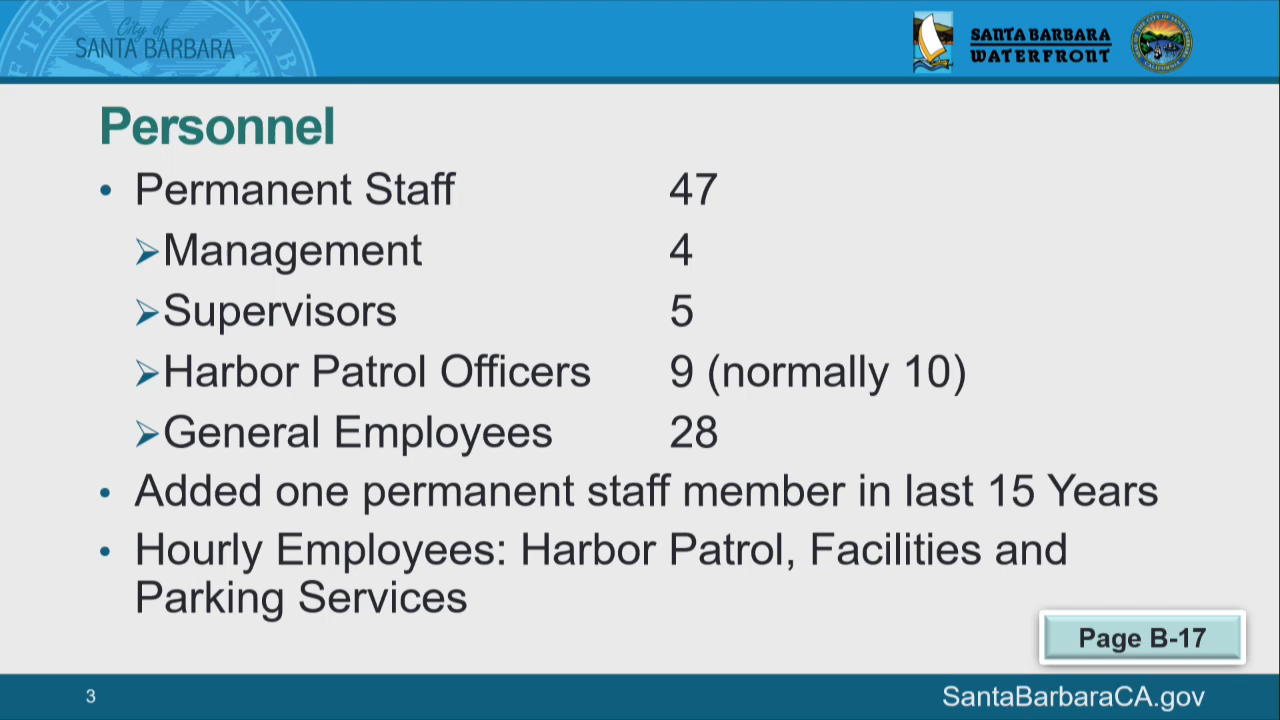 City of
SANTA BARBARA
SANTA BARBARA
WATERFRONT
Personnel
• Permanent Staff 47
➢Management 4
➢Supervisors 5
➢Harbor Patrol Officers 9 (normally 10)
➢General Employees 28
• Added one permanent staff member in last 15 Years
• Hourly Employees: Harbor Patrol, Facilities and
Parking Services
Page B-17
3
SantaBarbaraCA.gov